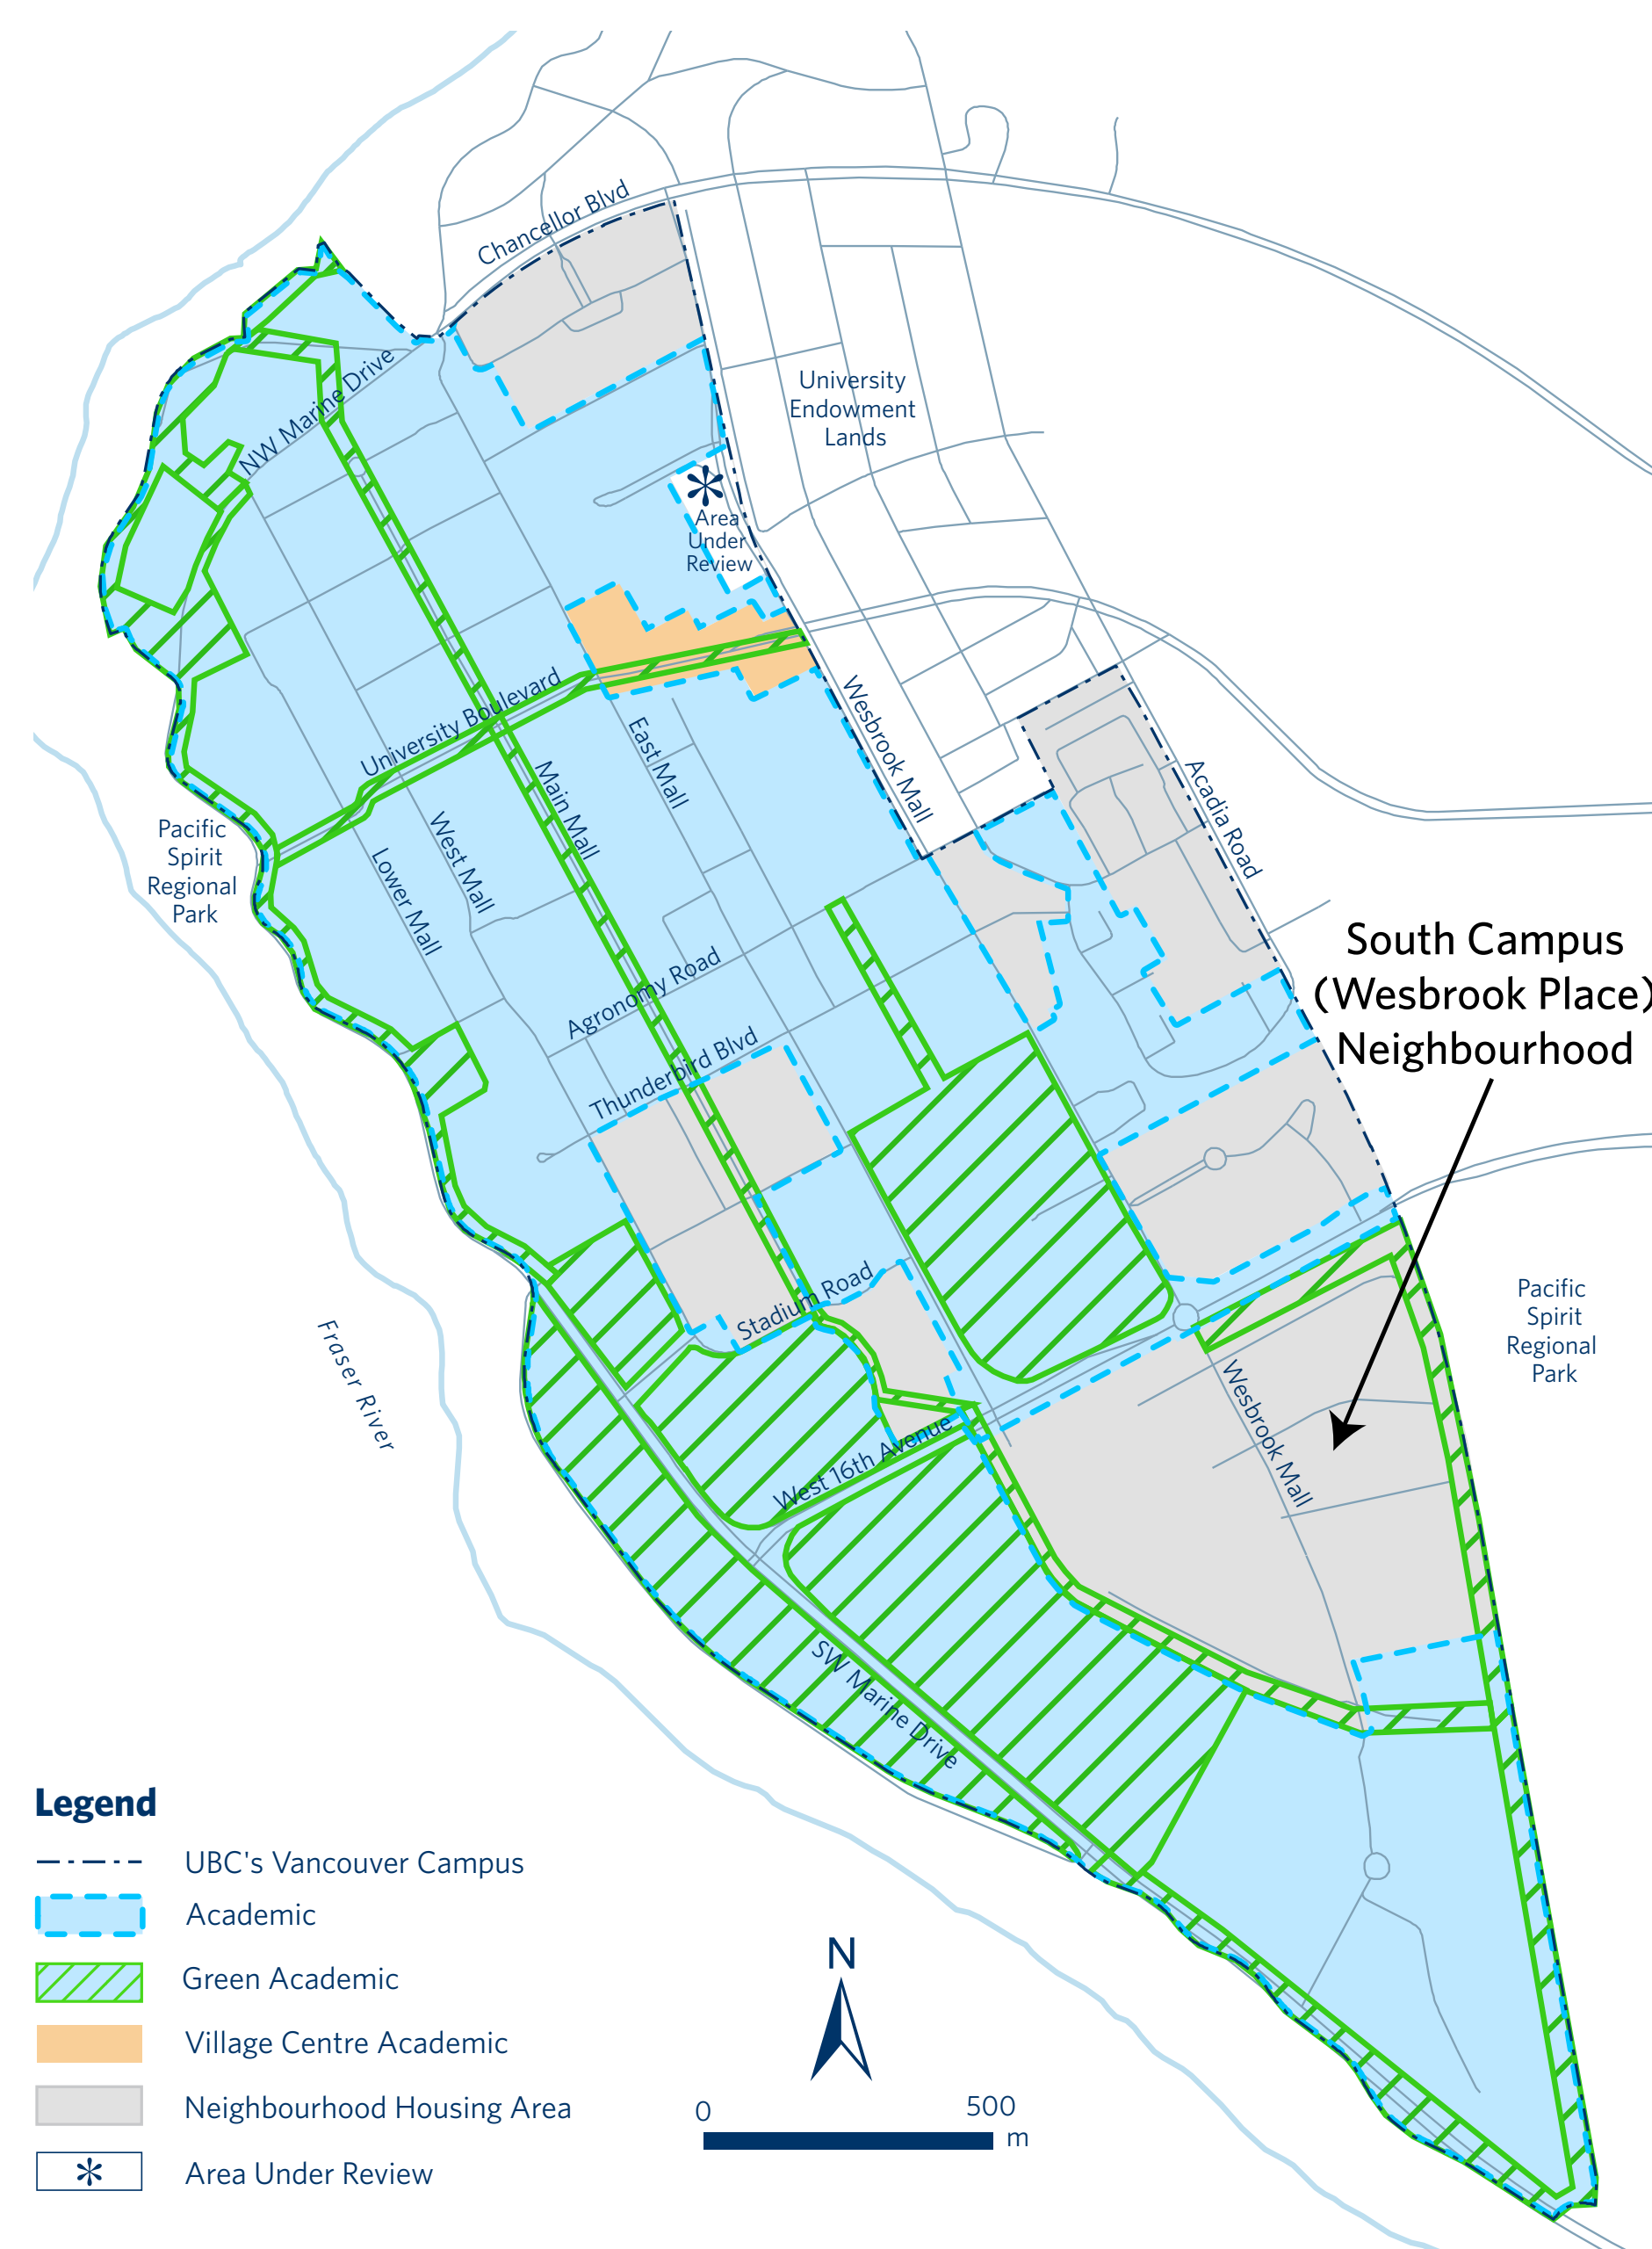 Chancellor Blvd
NW Marine Drive
University
Endowment
Lands
Area
Under
Review
University Boulevard
East Mall
Wesbrook Mall
Main Mall
West Mall
Lower Mall
Acadia Road
Pacific
Spirit
Regional
Park
South Campus
(Wesbrook Place)
Neighbourhood
Agronomy Road
Thunderbird Blvd
Stadium Road
Pacific
Spirit
Regional
Park
Fraser River
Wesbrook Mall
West 16th Avenue
SW Marine Drive
Legend
UBC's Vancouver Campus
Academic
Green Academic
Village Centre Academic
Neighbourhood Housing Area
Area Under Review
N
0 500
m